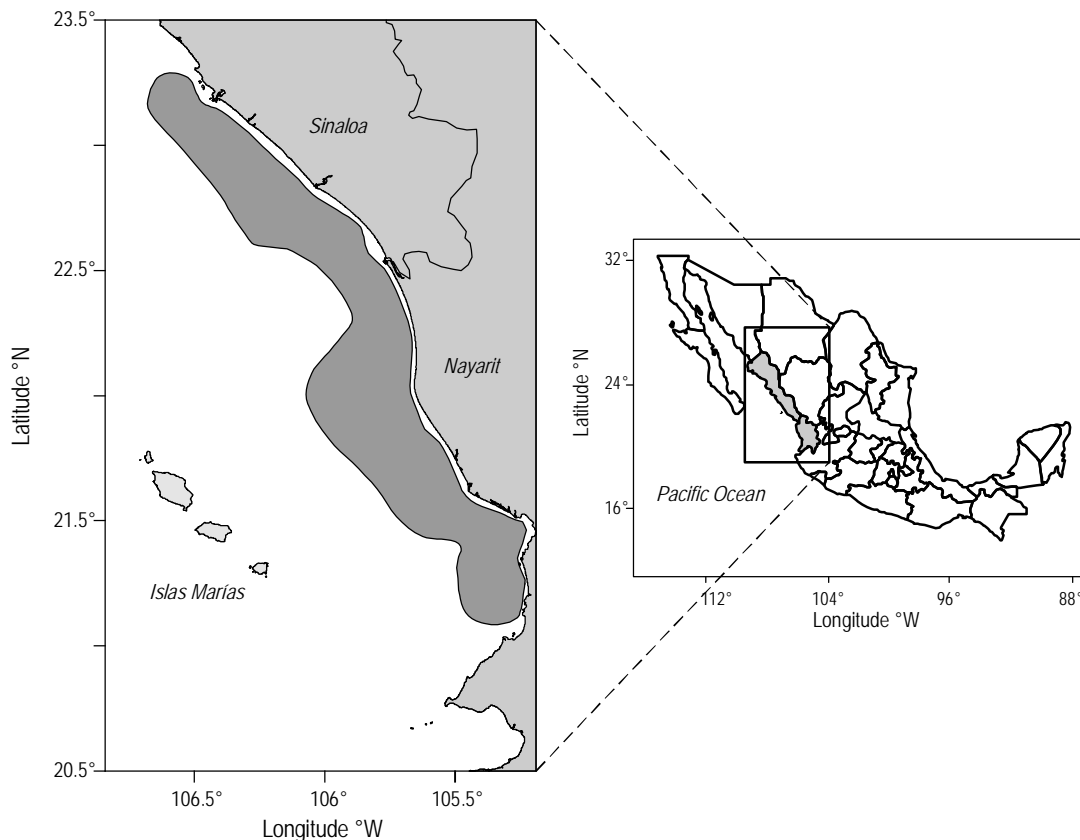 23.5°
22.5°
21.5°
20.5°
Latitude °N
106.5°
106°
105.5°
Longitude °W
Sinaloa
Nayarit
Islas Marías
32°
24°
16°
Latitude °N
Pacific Ocean
112°
104°
96°
88°
Longitude °W